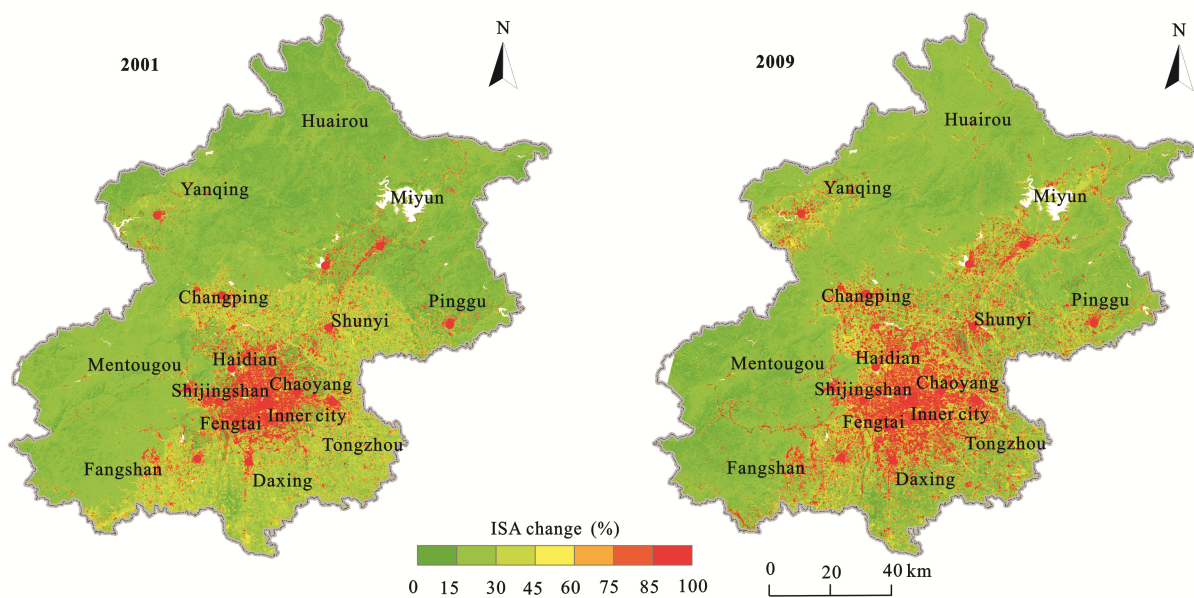 2001
N
Huairou
Yanqing
Miyun
Changping
Pinggu
Shunyi
Mentougou
Haidian
Shijingshan
Chaoyang
Inner city
Fengtai
Tongzhou
Fangshan
Daxing
2009
N
Huairou
Yanqing
Miyun
Changping
Pinggu
Shunyi
Mentougou
Haidian
Shijingshan
Chaoyang
Inner city
Fengtai
Tongzhou
Fangshan
Daxing
ISA change (%)
0 15 30 45 60 75 85 100
0 20 40 km